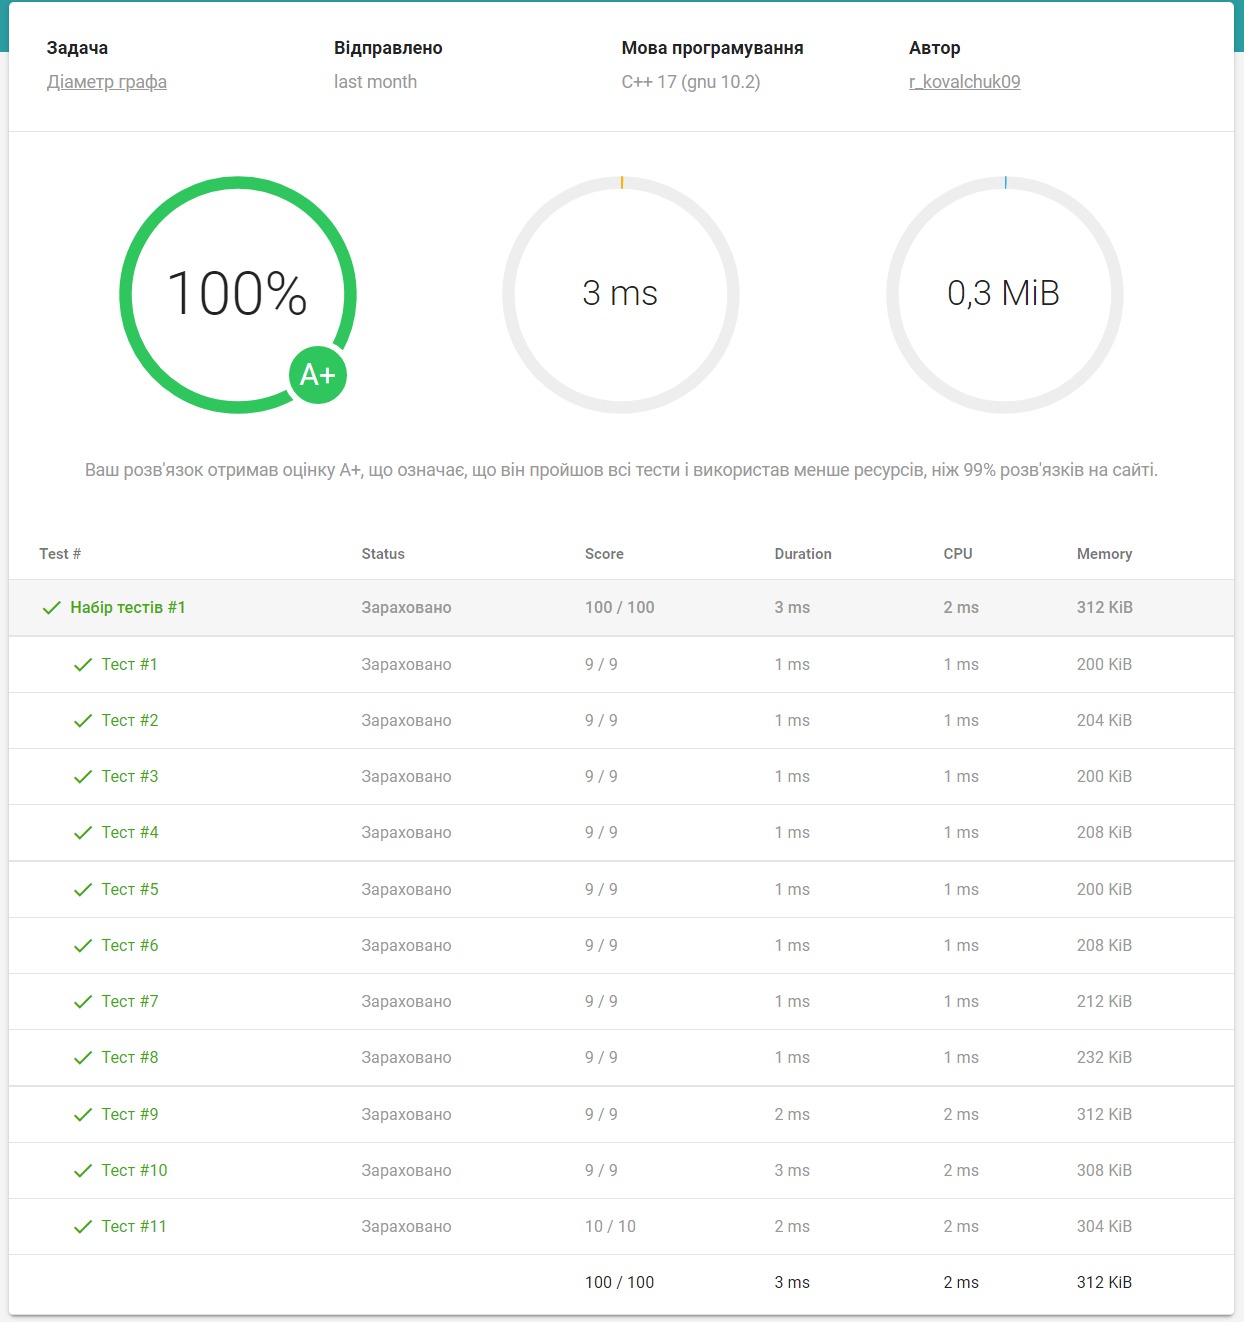 Задача Відправлено Мова програмування Автор
Діаметр графа last month C++ 17 (gnu 10.2) r_kovalchuk09
100% 3 ms 0,3 MiB
A+
Ваш розв'язок отримав оцінку A+, що означає, що він пройшов всі тести і використав менше ресурсів, ніж 99% розв'язків на сайті.
Test # Status Score Duration CPU Memory
Набір тестів #1 Зараховано 100 / 100 3 ms 2 ms 312 KiB
Тест #1 Зараховано 9 / 9 1 ms 1 ms 200 KiB
Тест #2 Зараховано 9 / 9 1 ms 1 ms 204 KiB
Тест #3 Зараховано 9 / 9 1 ms 1 ms 200 KiB
Тест #4 Зараховано 9 / 9 1 ms 1 ms 208 KiB
Тест #5 Зараховано 9 / 9 1 ms 1 ms 200 KiB
Тест #6 Зараховано 9 / 9 1 ms 1 ms 208 KiB
Тест #7 Зараховано 9 / 9 1 ms 1 ms 212 KiB
Тест #8 Зараховано 9 / 9 1 ms 1 ms 232 KiB
Тест #9 Зараховано 9 / 9 2 ms 2 ms 312 KiB
Тест #10 Зараховано 9 / 9 3 ms 2 ms 308 KiB
Тест #11 Зараховано 10 / 10 2 ms 2 ms 304 KiB
100 / 100 3 ms 2 ms 312 KiB